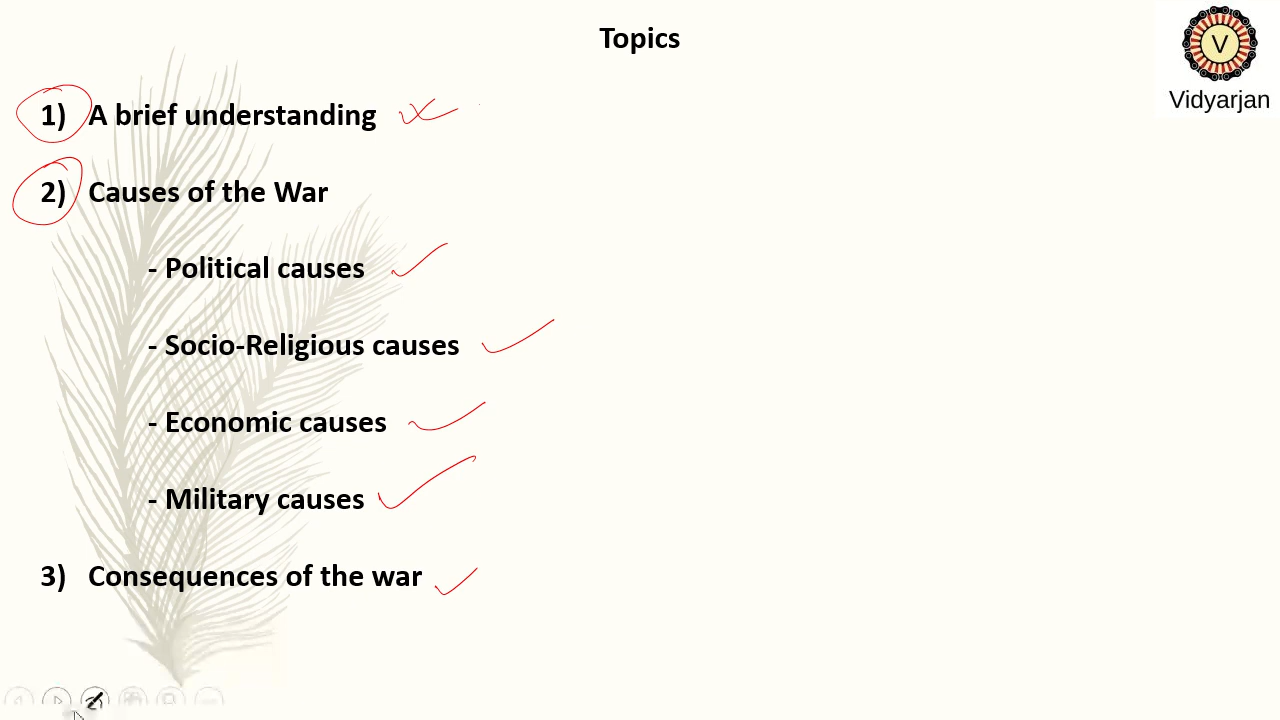 Topics
V
Vidyarjan
1) A brief understanding
2) Causes of the War
- Political causes
- Socio-Religious causes
- Economic causes
- Military causes
3) Consequences of the war